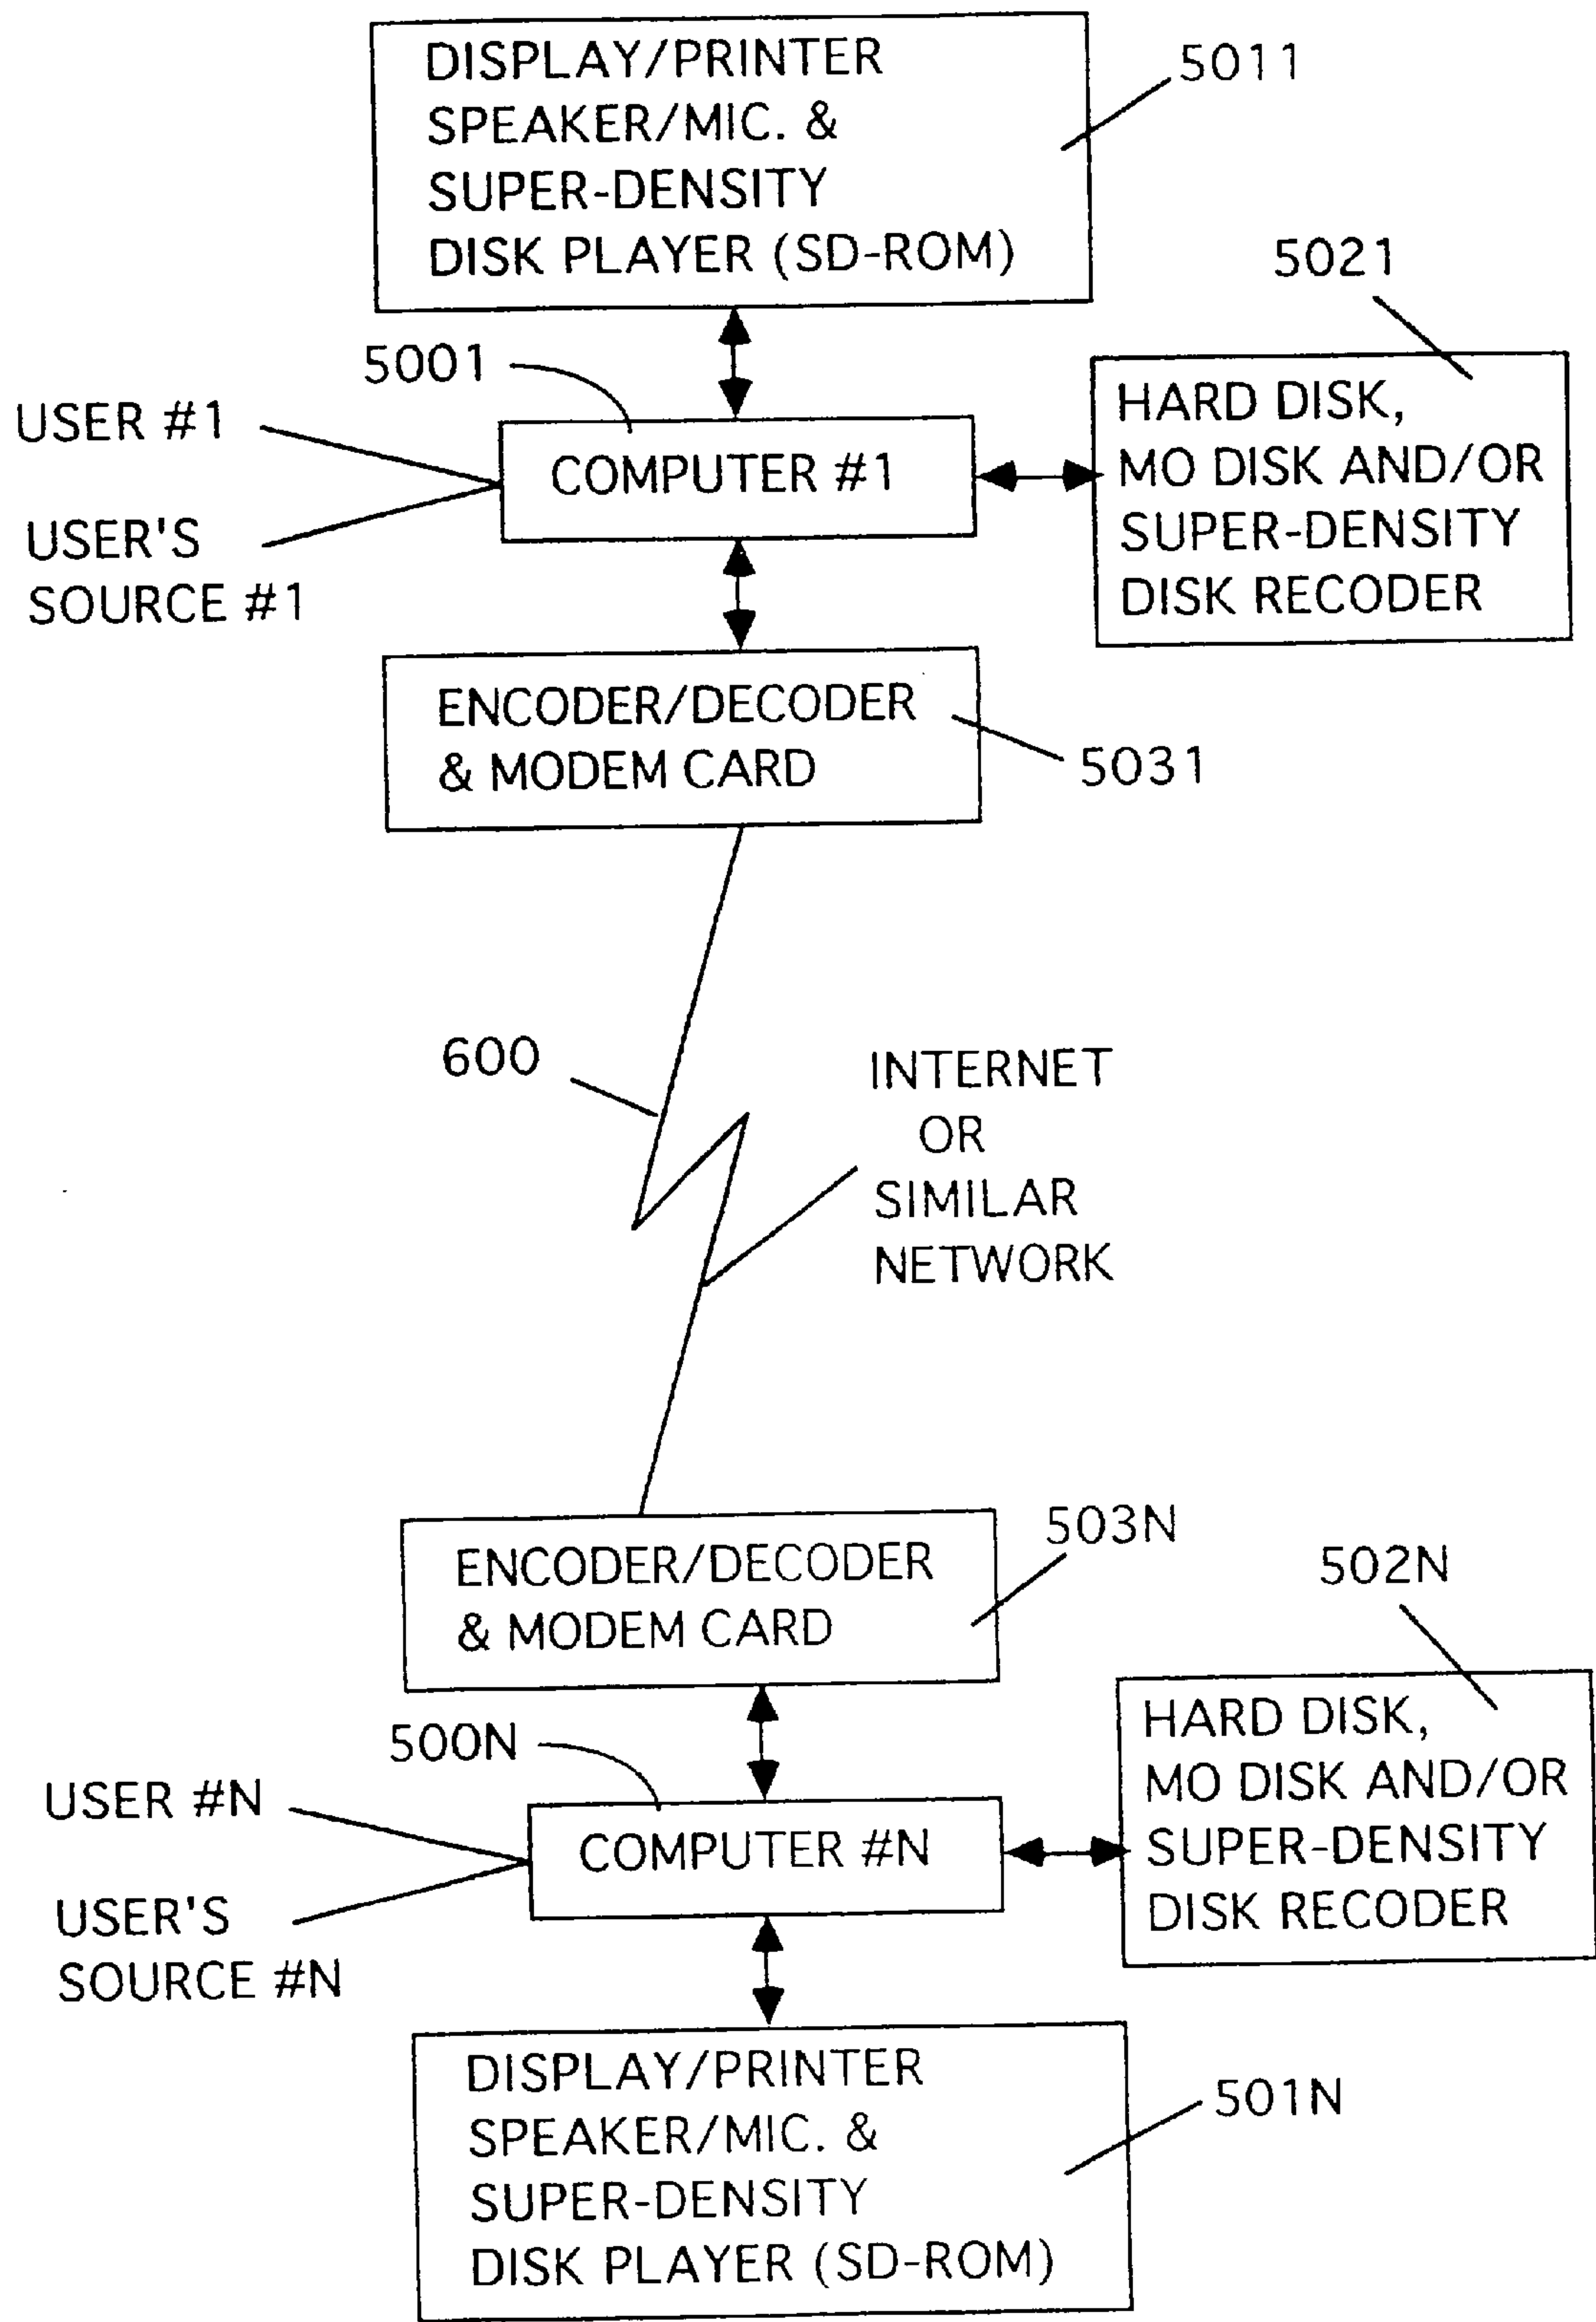 DISPLAY/PRINTER
SPEAKER/MIC. &
SUPER-DENSITY
DISK PLAYER (SD-ROM)
5011
5021
5001
USER #1
USER'S
SOURCE #1
COMPUTER #1
HARD DISK,
MO DISK AND/OR
SUPER-DENSITY
DISK RECODER
ENCODER/DECODER
& MODEM CARD
5031
600
INTERNET
OR
SIMILAR
NETWORK
ENCODER/DECODER
& MODEM CARD
503N
502N
500N
USER #N
USER'S
SOURCE #N
COMPUTER #N
HARD DISK,
MO DISK AND/OR
SUPER-DENSITY
DISK RECODER
DISPLAY/PRINTER
SPEAKER/MIC. &
SUPER-DENSITY
DISK PLAYER (SD-ROM)
501N